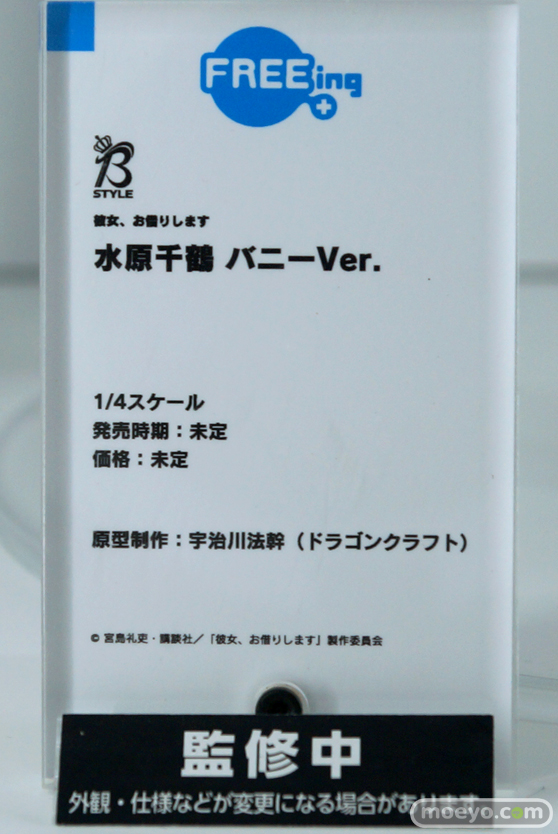 FREEing
B
STYLE
彼女、お借りします
水原千鶴 バニーVer.
1/4スケール
発売時期：未定
価格：未定
原型制作：宇治川法幹（ドラゴンクラフト）
© 宮島礼吏・講談社／「彼女、お借りします」製作委員会
監修中
外観・仕様などが変更になる場合があります
moeyo.com